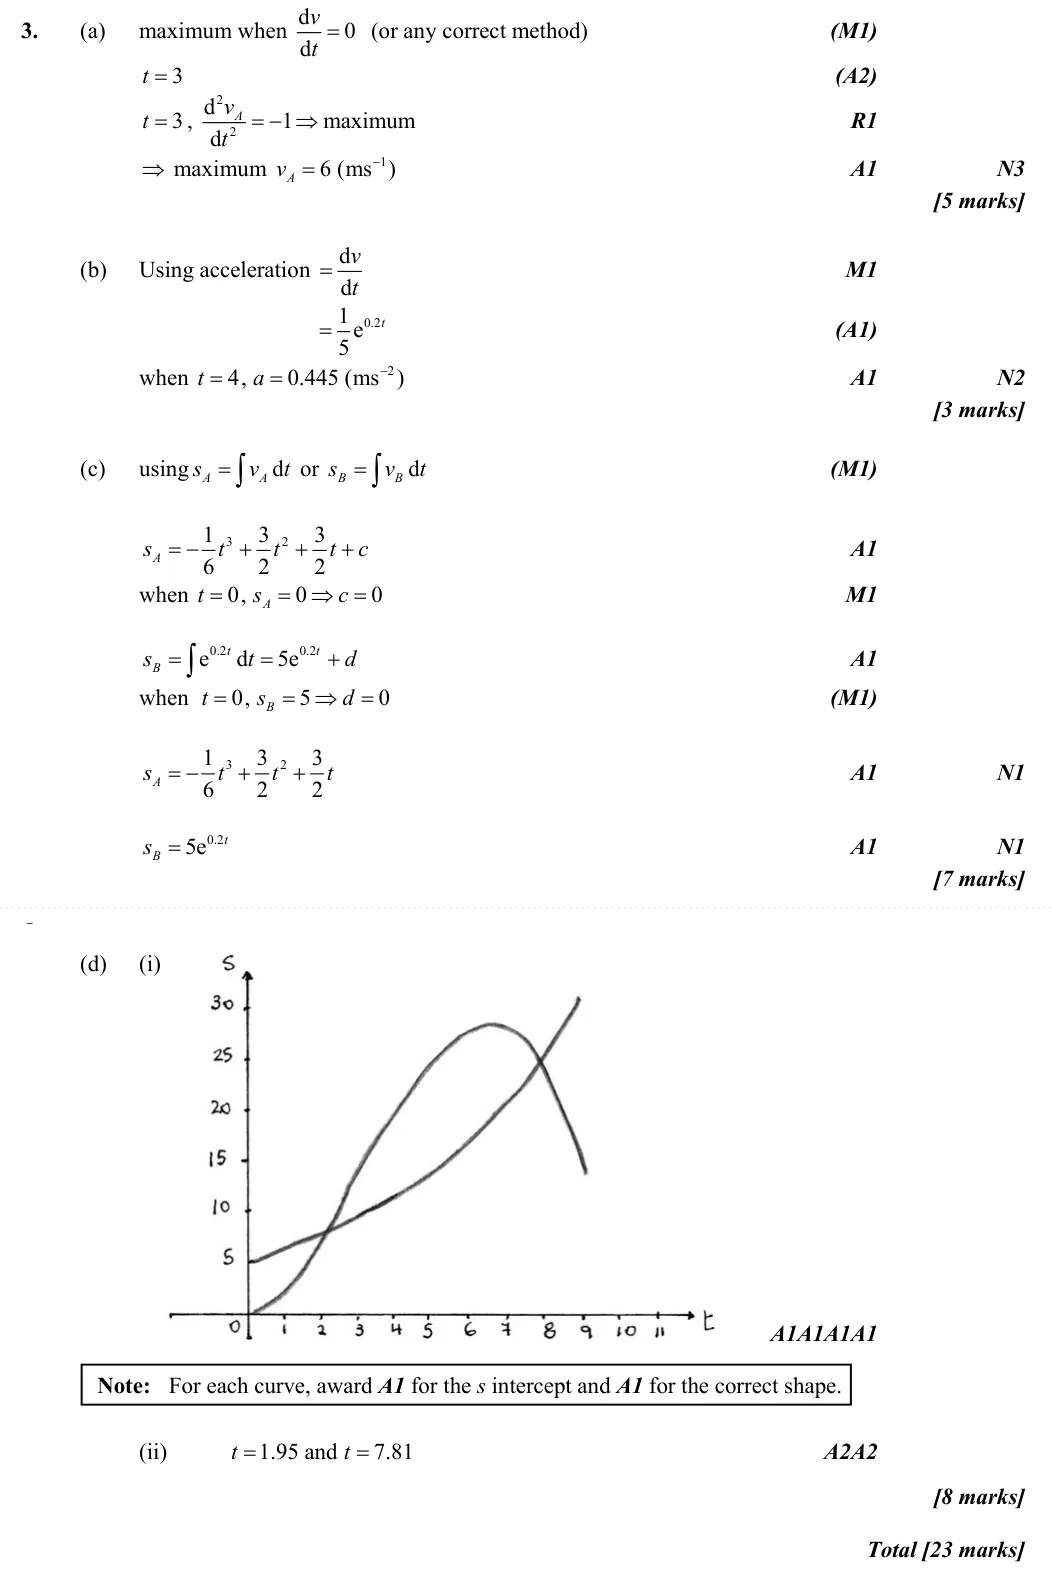 3. (a) maximum when dv/dt = 0 (or any correct method) (M1)
t = 3 (A2)
t = 3, d²v_A/dt² = −1 ⇒ maximum R1
⇒ maximum v_A = 6 (ms⁻¹) A1 N3
[5 marks]
(b) Using acceleration = dv/dt M1
= 1/5 e^0.2t (A1)
when t = 4, a = 0.445 (ms⁻²) A1 N2
[3 marks]
(c) using s_A = ∫v_A dt or s_B = ∫v_B dt (M1)
s_A = −1/6 t³ + 3/2 t² + 3/2 t + c A1
when t = 0, s_A = 0 ⇒ c = 0 M1
s_B = ∫e^0.2t dt = 5e^0.2t + d A1
when t = 0, s_B = 5 ⇒ d = 0 (M1)
s_A = −1/6 t³ + 3/2 t² + 3/2 t A1 N1
s_B = 5e^0.2t A1 N1
[7 marks]
(d) (i) S
30
25
20
15
10
5
0 1 2 3 4 5 6 7 8 9 10 11 t
A1A1A1A1
Note: For each curve, award A1 for the s intercept and A1 for the correct shape.
(ii) t = 1.95 and t = 7.81 A2A2
[8 marks]
Total [23 marks]